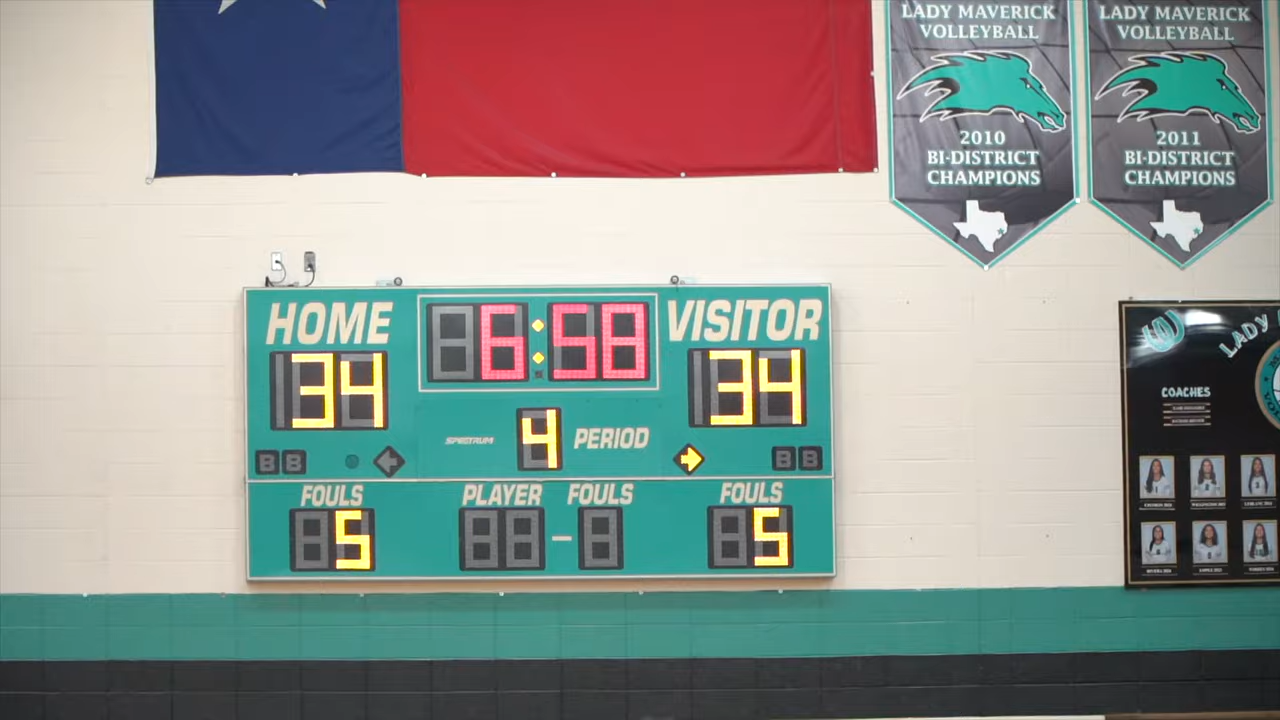 LADY MAVERICK
VOLLEYBALL
2010
BI-DISTRICT
CHAMPIONS
LADY MAVERICK
VOLLEYBALL
2011
BI-DISTRICT
CHAMPIONS
HOME
6:58
VISITOR
34
34
SPECTRUM
4
PERIOD
B B
B B
FOULS
PLAYER
FOULS
FOULS
5
5
LADY
COACHES